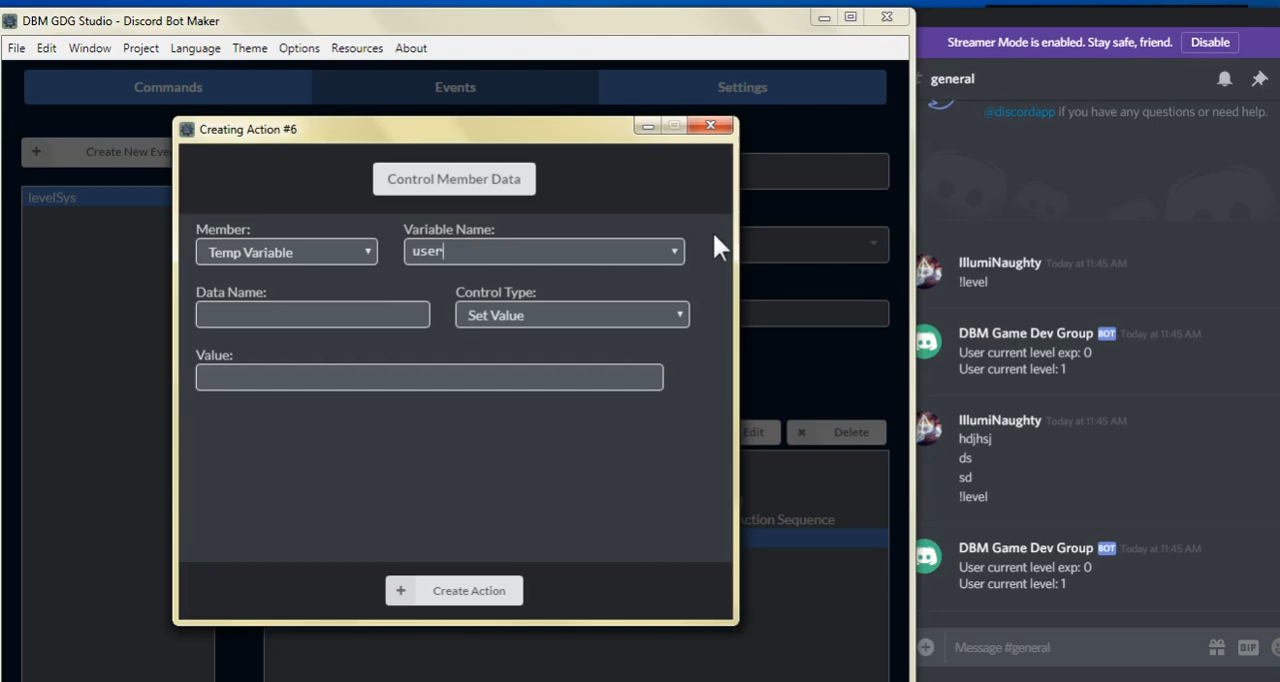 DBM GDG Studio - Discord Bot Maker
File Edit Window Project Language Theme Options Resources About
Commands Events Settings
Create New Eve
levelSys
Creating Action #6
Control Member Data
Member:
Temp Variable
Variable Name:
user
Data Name:
Control Type:
Set Value
Value:
Create Action
Edit
Delete
ction Sequence
Streamer Mode is enabled. Stay safe, friend. Disable
general
@discordapp if you have any questions or need help.
IllumiNaughty Today at 11:45 AM
!level
DBM Game Dev Group BOT Today at 11:45 AM
User current level exp: 0
User current level: 1
IllumiNaughty Today at 11:45 AM
hdjhsj
ds
sd
!level
DBM Game Dev Group BOT Today at 11:45 AM
User current level exp: 0
User current level: 1
Message #general
GIF